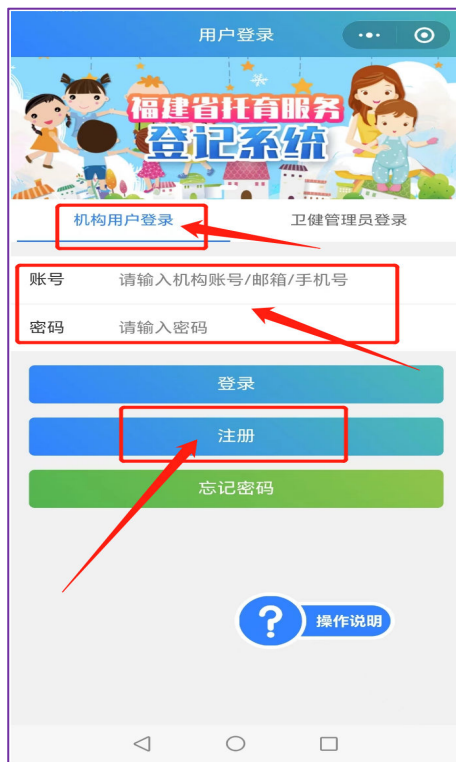 用户登录
福建省托育服务
登记系统
机构用户登录 卫健管理员登录
账号 请输入机构账号/邮箱/手机号
密码 请输入密码
登录
注册
忘记密码
? 操作说明